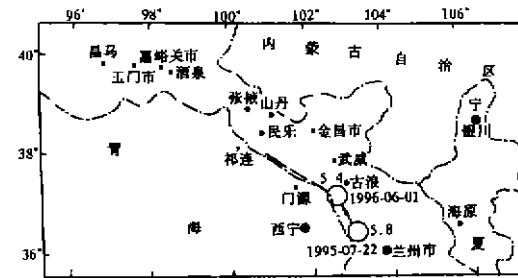 96° 98° 100° 102° 104° 106°
40°
38°
36°
内 蒙 古 自 治 区
昌马
嘉峪关市
玉门市
酒泉
张掖
山丹
民乐
金昌市
宁
银川
青
祁连
武威
5.4
古浪
门源
1996-06-01
海
西宁
5.8
1995-07-22
兰州市
海原
夏